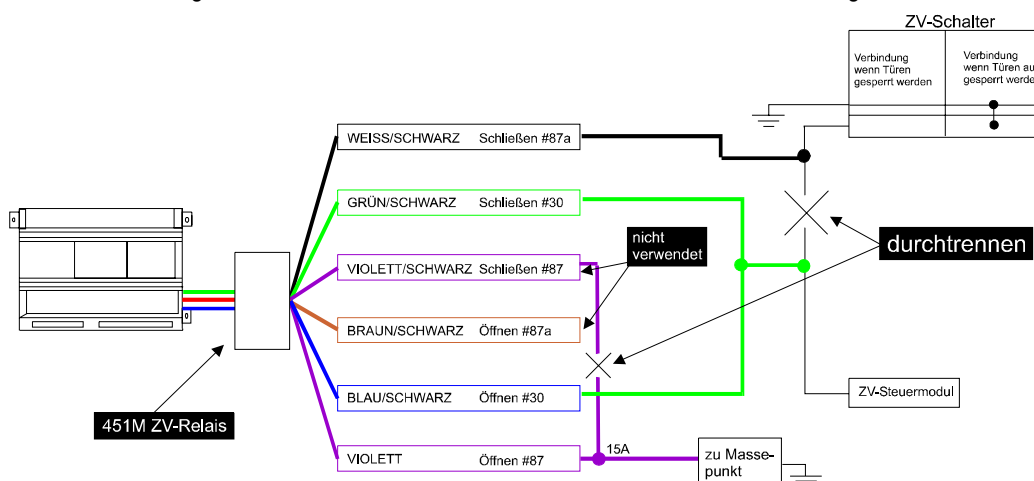 ZV-Schalter
Verbindung
wenn Türen
gesperrt werden
Verbindung
wenn Türen
gesperrt
WEISS/SCHWARZ Schließen #87a
GRÜN/SCHWARZ Schließen #30
nicht
verwendet
durchtrennen
VIOLETT/SCHWARZ Schließen #87
BRAUN/SCHWARZ Öffnen #87a
BLAU/SCHWARZ Öffnen #30
ZV-Steuermodul
451M ZV-Relais
VIOLETT Öffnen #87
15A
zu Masse-
punkt